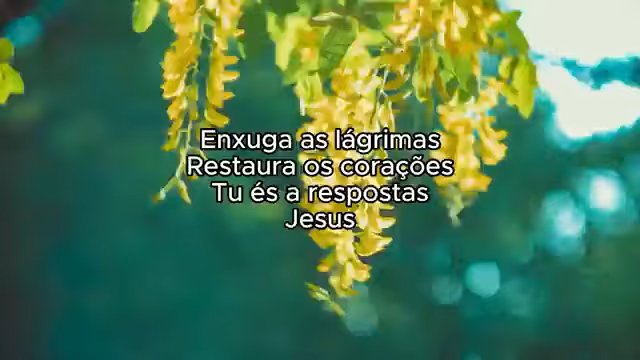 Enxuga as lágrimas
Restaura os corações
Tu és a respostas
Jesus